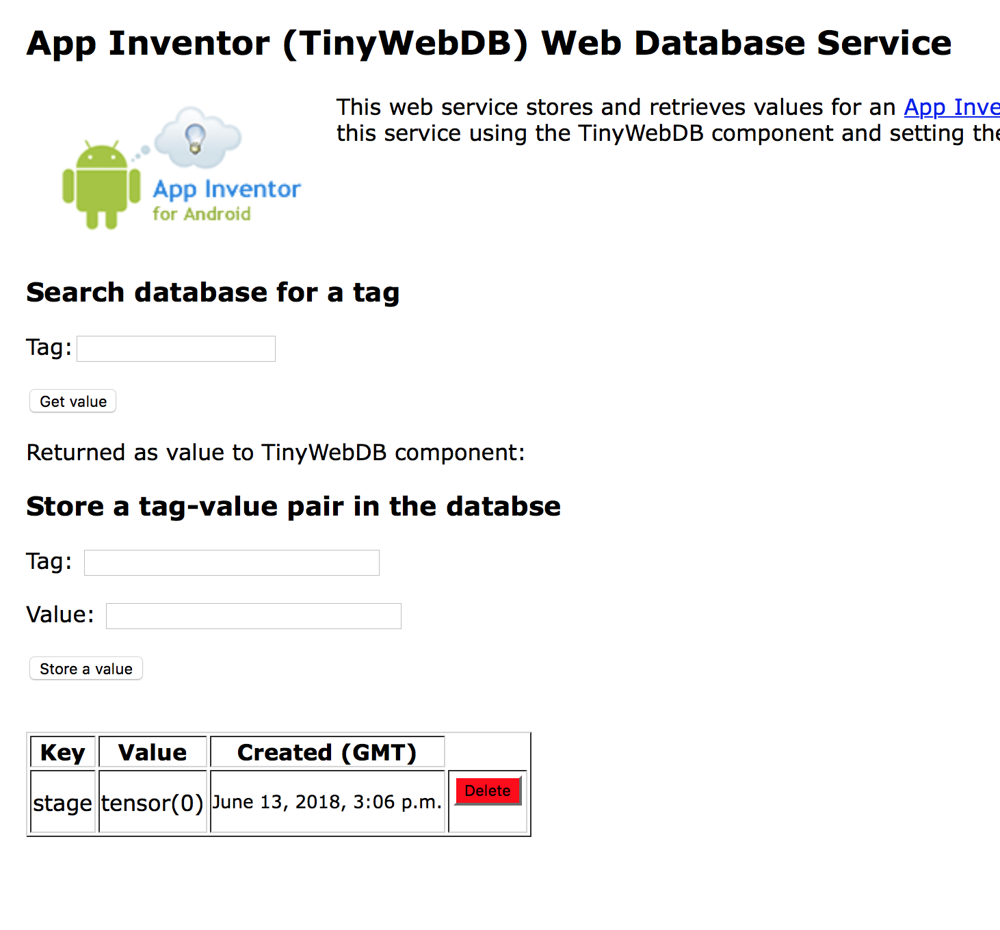 App Inventor (TinyWebDB) Web Database Service
This web service stores and retrieves values for an App Inve
this service using the TinyWebDB component and setting the
App Inventor
for Android
Search database for a tag
Tag:
Get value
Returned as value to TinyWebDB component:
Store a tag-value pair in the databse
Tag:
Value:
Store a value
Key Value Created (GMT)
stage tensor(0) June 13, 2018, 3:06 p.m. Delete